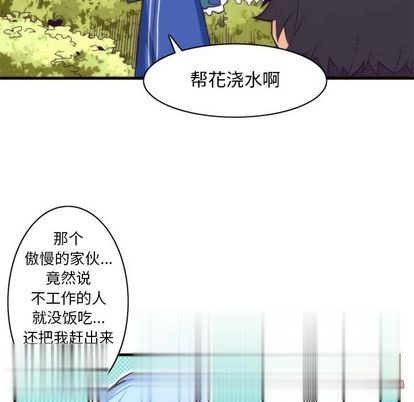 帮花浇水啊
那个
傲慢的家伙...
竟然说
不工作的人
就没饭吃...
还把我赶出来